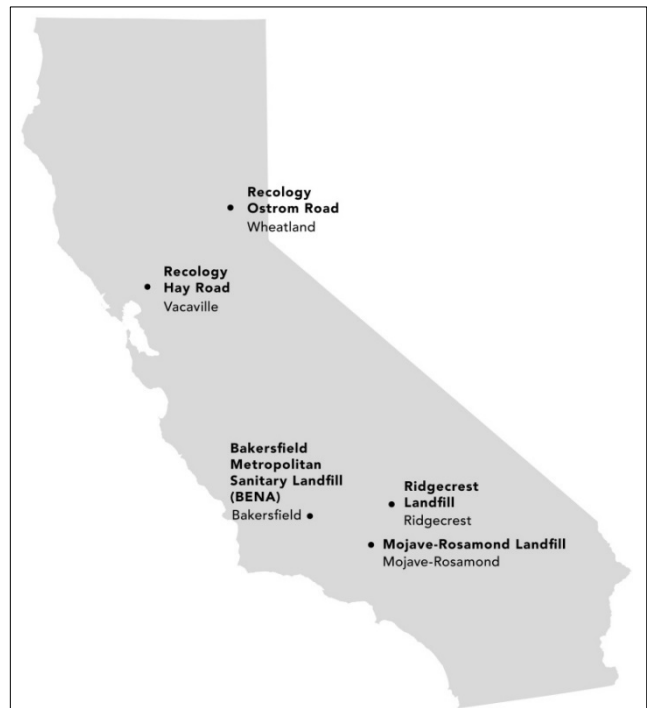 Recology
Ostrom Road
Wheatland
Recology
Hay Road
Vacaville
Bakersfield
Metropolitan
Sanitary Landfill
(BENA)
Bakersfield
Ridgecrest
Landfill
Ridgecrest
Mojave-Rosamond Landfill
Mojave-Rosamond